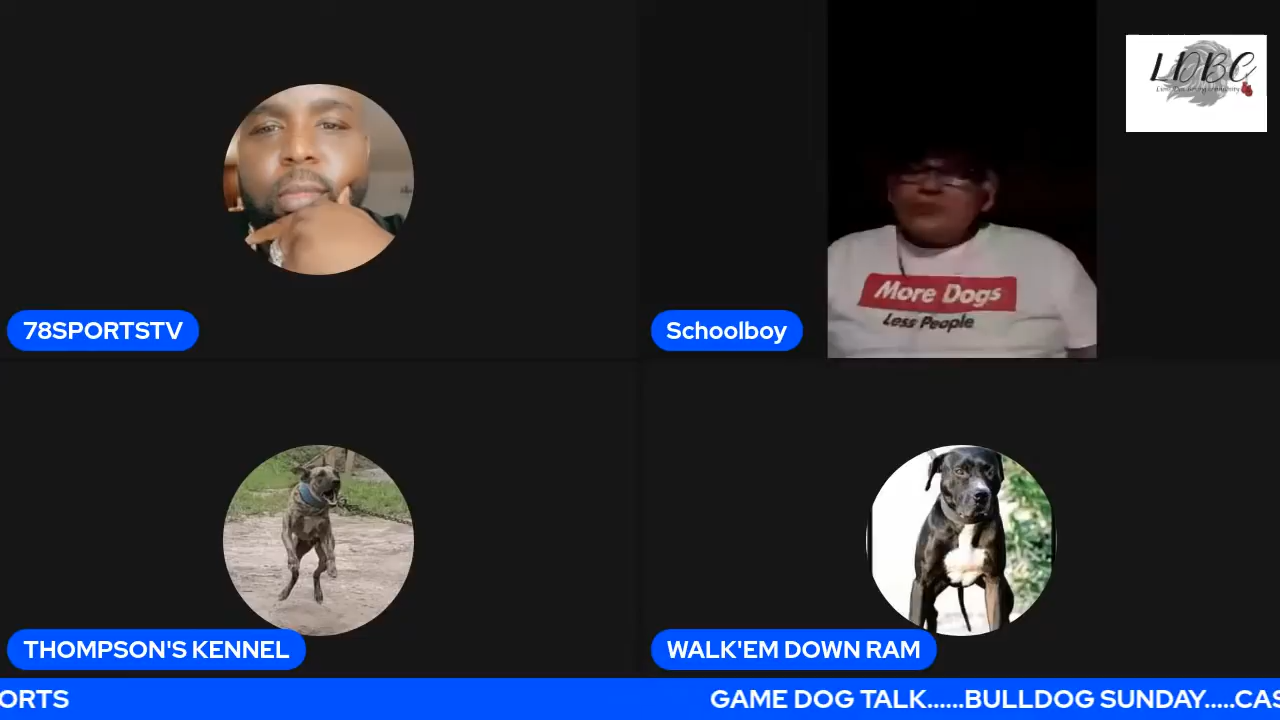 LDBC
78SPORTSTV
More Dogs
Less People
Schoolboy
THOMPSON'S KENNEL
WALK'EM DOWN RAM
ORTS
GAME DOG TALK......BULLDOG SUNDAY.....CAS